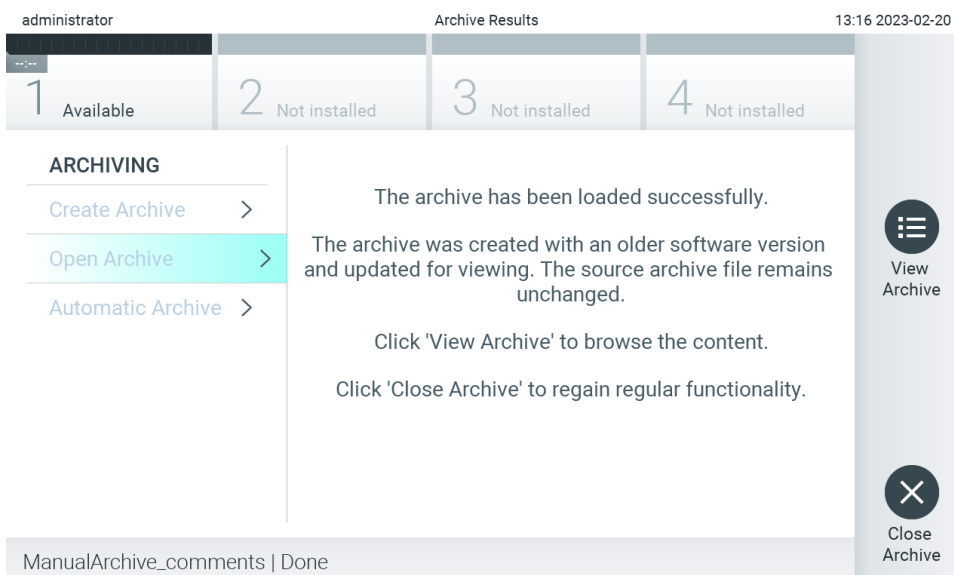 administrator Archive Results 13:16 2023-02-20
--:--
1 Available 2 Not installed 3 Not installed 4 Not installed
ARCHIVING
Create Archive
Open Archive
Automatic Archive
The archive has been loaded successfully.
The archive was created with an older software version
and updated for viewing. The source archive file remains
unchanged.
Click 'View Archive' to browse the content.
Click 'Close Archive' to regain regular functionality.
View
Archive
Close
Archive
ManualArchive_comments | Done